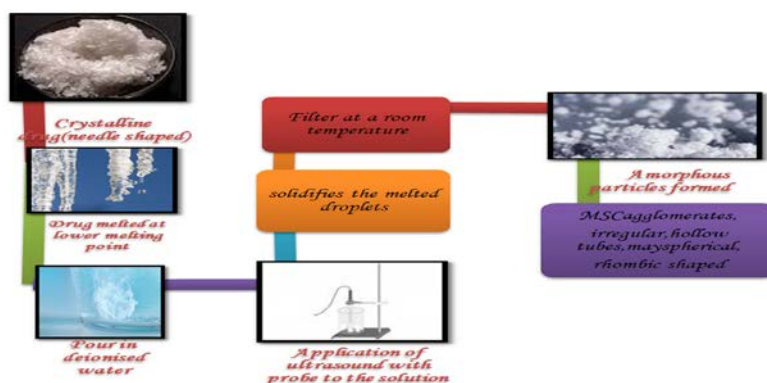 Crystalline
drug(needle shaped)
Drug melted at
lower melting
point
Pour in
deionised
water
Application of
ultrasound with
probe to the solution
solidifies the melted
droplets
Filter at a room
temperature
Amorphous
particles formed
MSCagglomerates,
irregular,hollow
tubes,mayspherical,
rhombic shaped